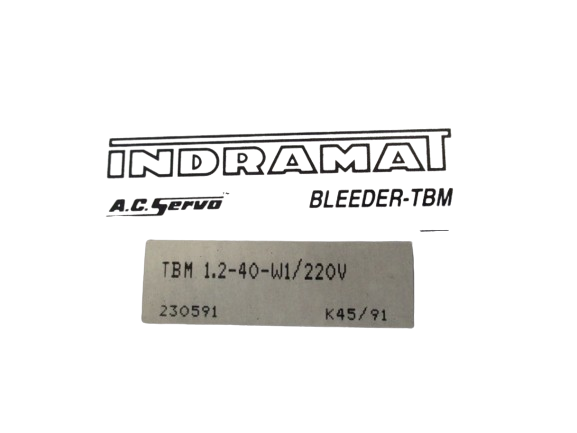 INDRAMAT
A.C. Servo BLEEDER-TBM
TBM 1.2-40-W1/220V
230591 K45/91